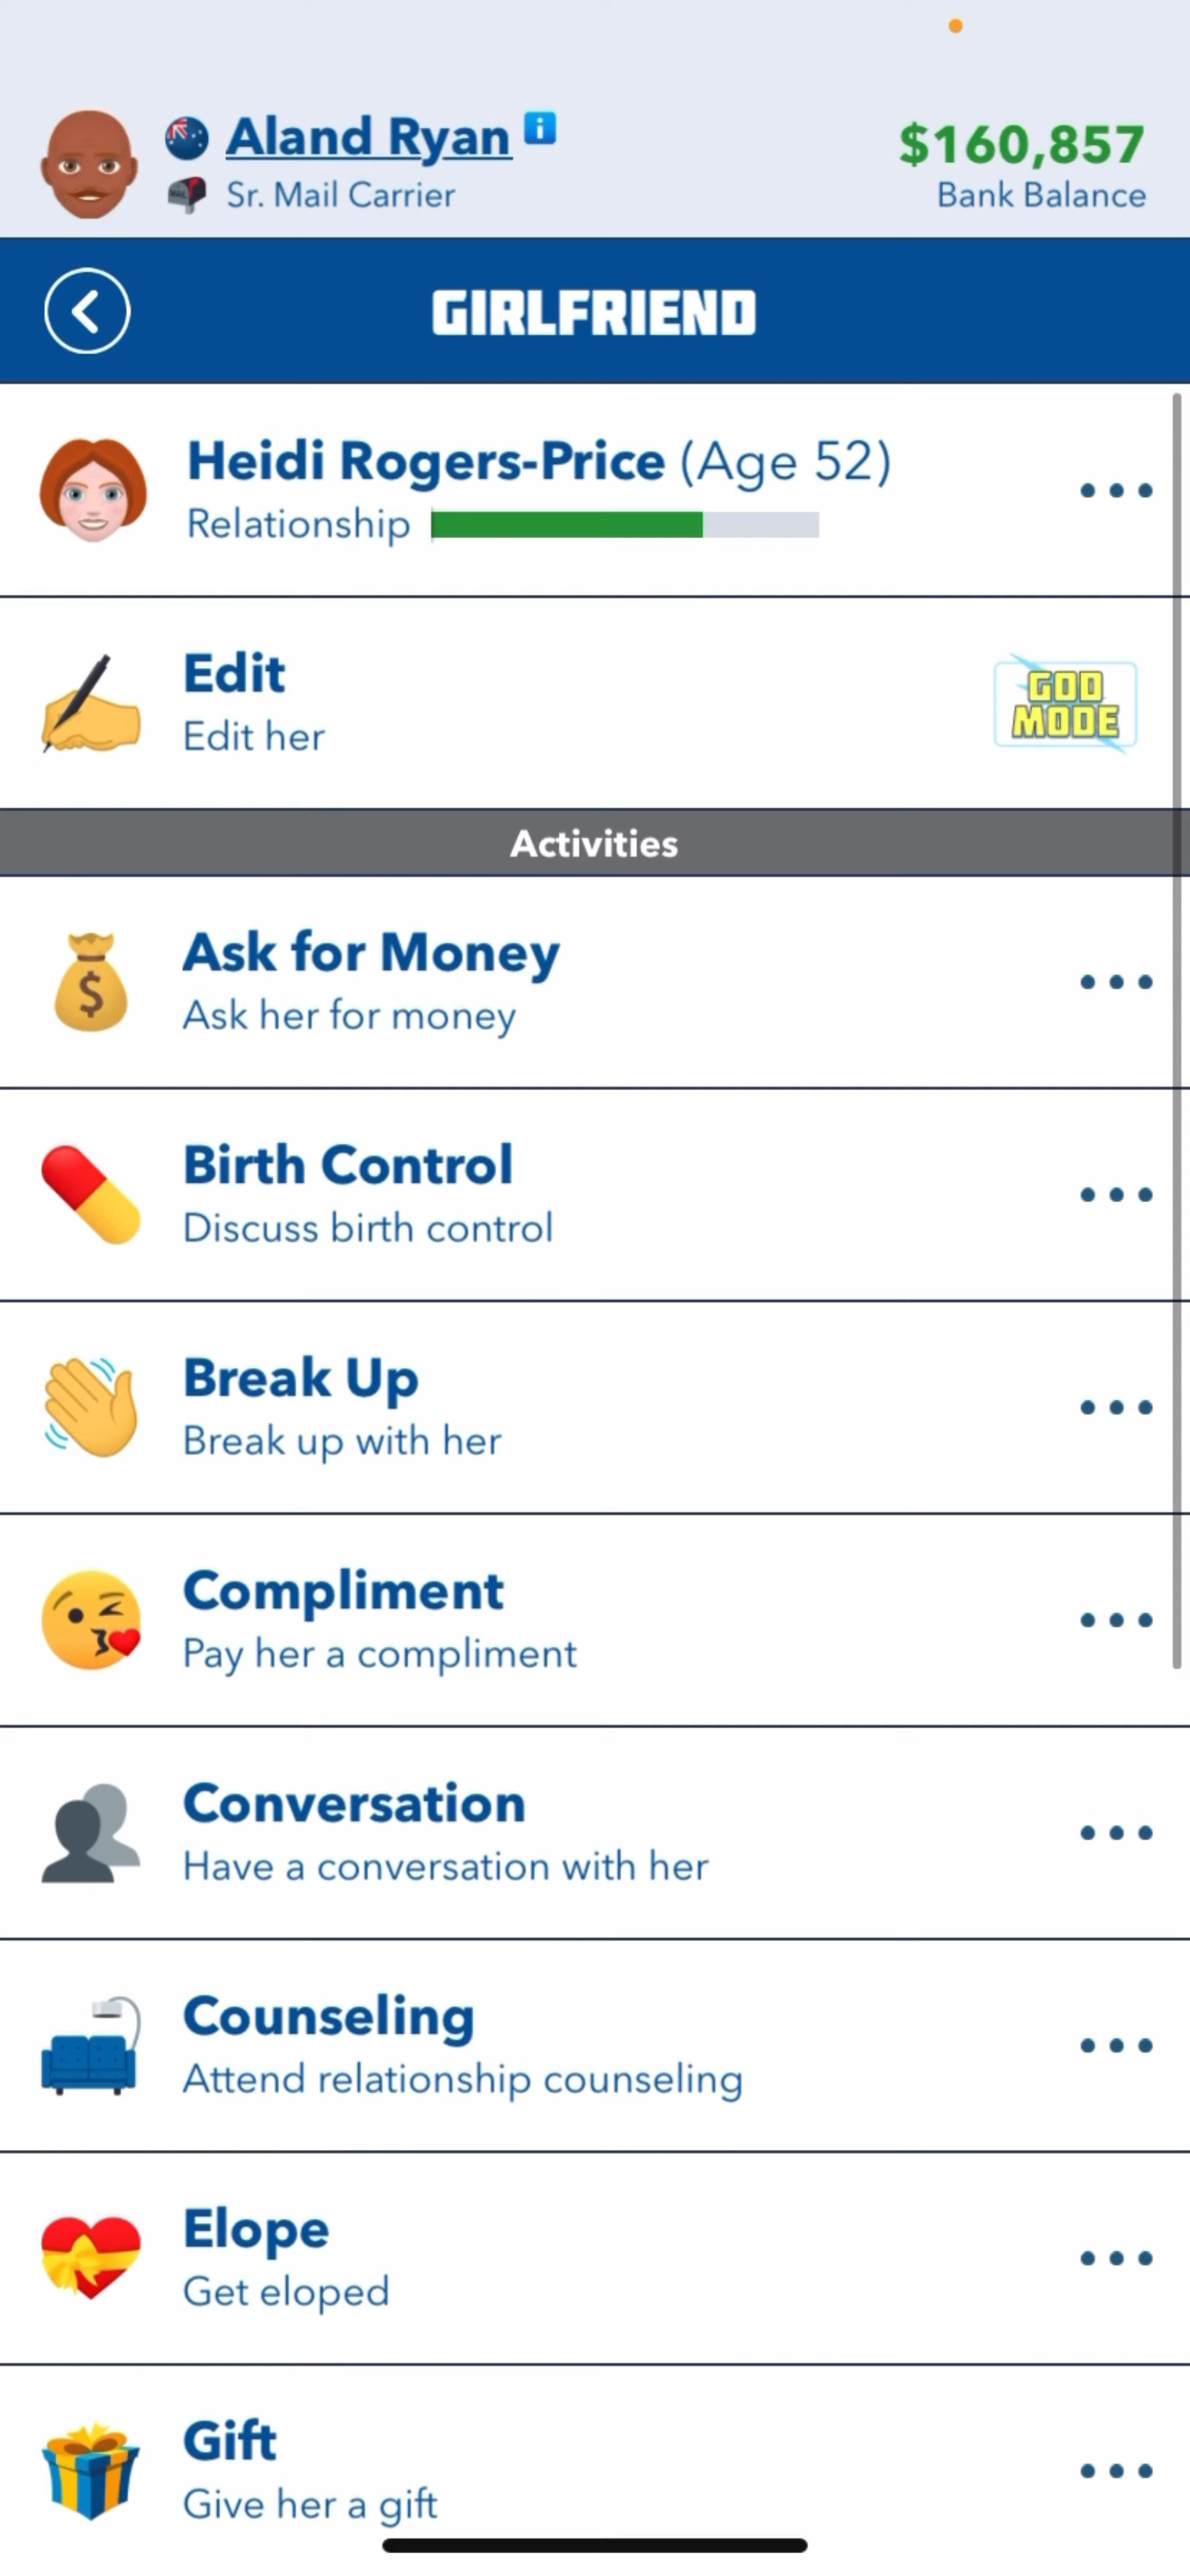 Aland Ryan
Sr. Mail Carrier
$160,857
Bank Balance
GIRLFRIEND
Heidi Rogers-Price (Age 52)
Relationship
Edit
Edit her
GOD
MODE
Activities
Ask for Money
Ask her for money
Birth Control
Discuss birth control
Break Up
Break up with her
Compliment
Pay her a compliment
Conversation
Have a conversation with her
Counseling
Attend relationship counseling
Elope
Get eloped
Gift
Give her a gift